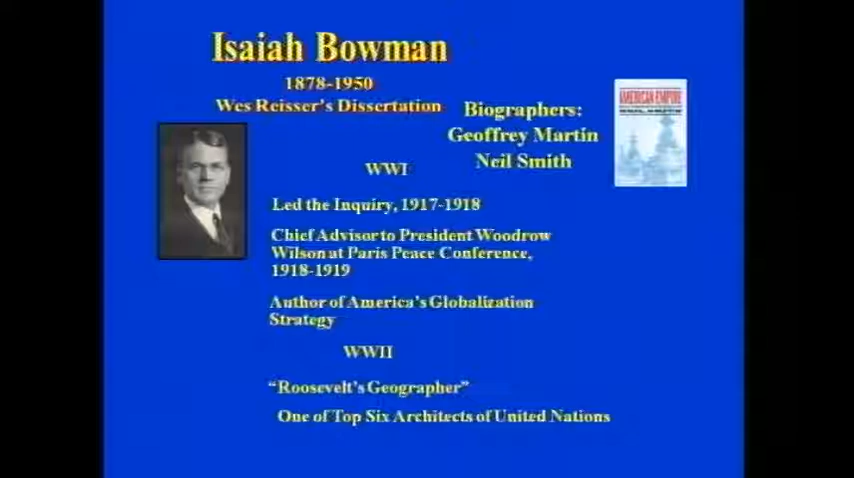 Isaiah Bowman
1878-1950
Wes Reisser's Dissertation
Biographers:
Geoffrey Martin
Neil Smith
AMERICAN EMPIRE
WWI
Led the Inquiry, 1917-1918
Chief Advisor to President Woodrow
Wilson at Paris Peace Conference,
1918-1919
Author of America's Globalization
Strategy
WWII
“Roosevelt's Geographer”
One of Top Six Architects of United Nations